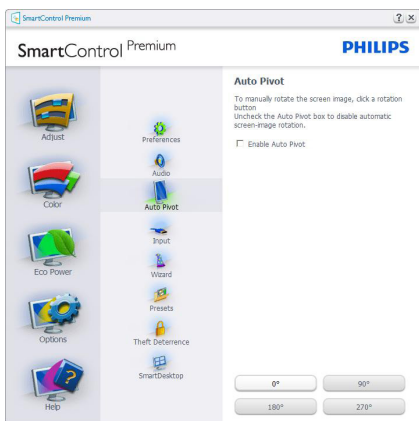 SmartControl Premium
SmartControl Premium
PHILIPS
Adjust
Color
Eco Power
Options
Help
Preferences
Audio
Auto Pivot
Input
Wizard
Presets
Theft Deterrence
SmartDesktop
Auto Pivot
To manually rotate the screen image, click a rotation
button
Uncheck the Auto Pivot box to disable automatic
screen-image rotation.
Enable Auto Pivot
0° 90°
180° 270°